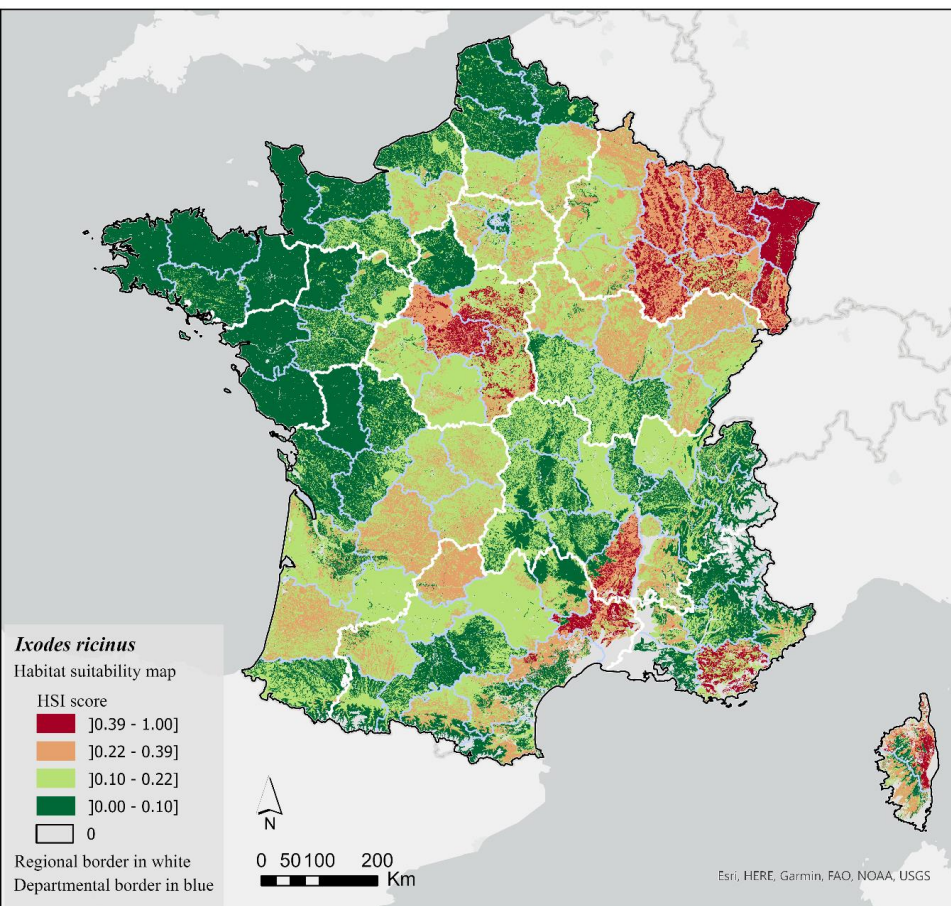 Ixodes ricinus
Habitat suitability map
HSI score
]0.39 - 1.00]
]0.22 - 0.39]
]0.10 - 0.22]
]0.00 - 0.10]
0
Regional border in white
Departmental border in blue
N
0 50 100 200
Km
Esri, HERE, Garmin, FAO, NOAA, USGS